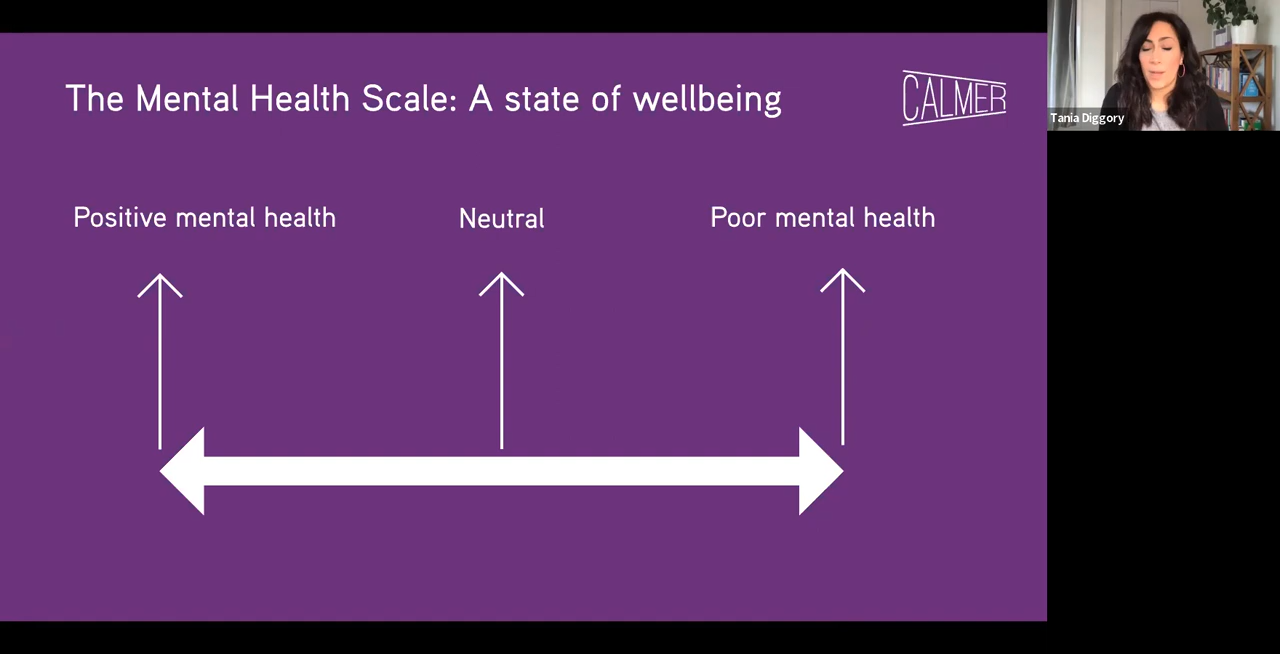 The Mental Health Scale: A state of wellbeing
CALMER
Tania Diggory
Positive mental health
Neutral
Poor mental health